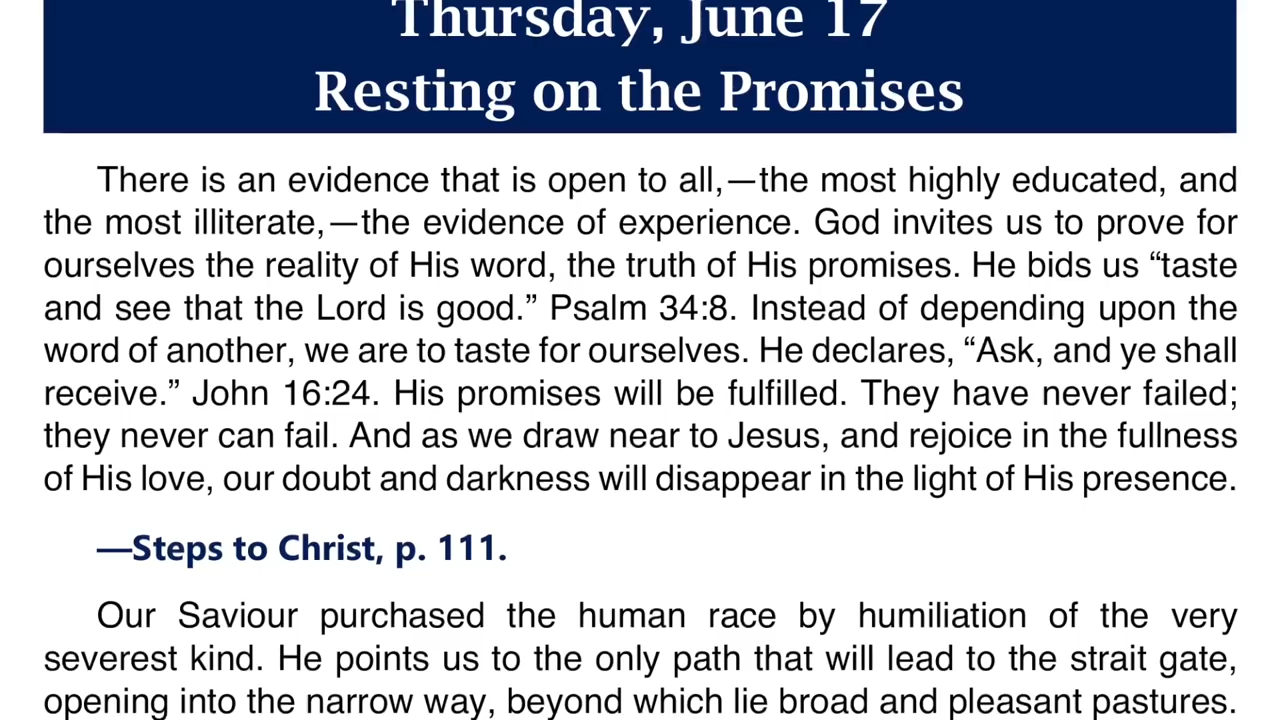 Thursday, June 17
Resting on the Promises
There is an evidence that is open to all,—the most highly educated, and
the most illiterate,—the evidence of experience. God invites us to prove for
ourselves the reality of His word, the truth of His promises. He bids us “taste
and see that the Lord is good.” Psalm 34:8. Instead of depending upon the
word of another, we are to taste for ourselves. He declares, “Ask, and ye shall
receive.” John 16:24. His promises will be fulfilled. They have never failed;
they never can fail. And as we draw near to Jesus, and rejoice in the fullness
of His love, our doubt and darkness will disappear in the light of His presence.
—Steps to Christ, p. 111.
Our Saviour purchased the human race by humiliation of the very
severest kind. He points us to the only path that will lead to the strait gate,
opening into the narrow way, beyond which lie broad and pleasant pastures.